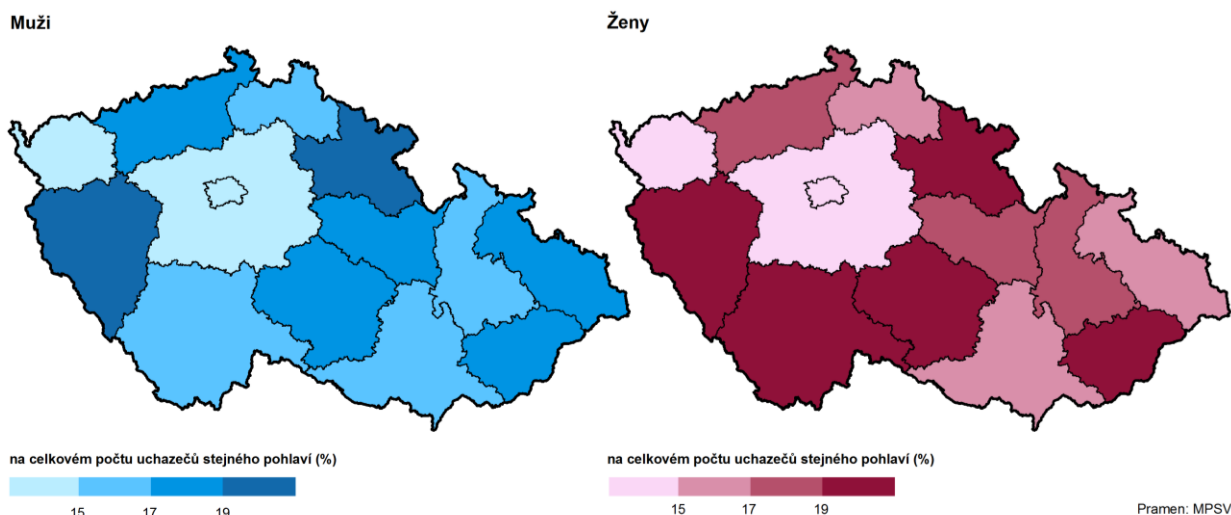 Muži
Ženy
na celkovém počtu uchazečů stejného pohlaví (%)
15 17 19
na celkovém počtu uchazečů stejného pohlaví (%)
15 17 19
Pramen: MPSV